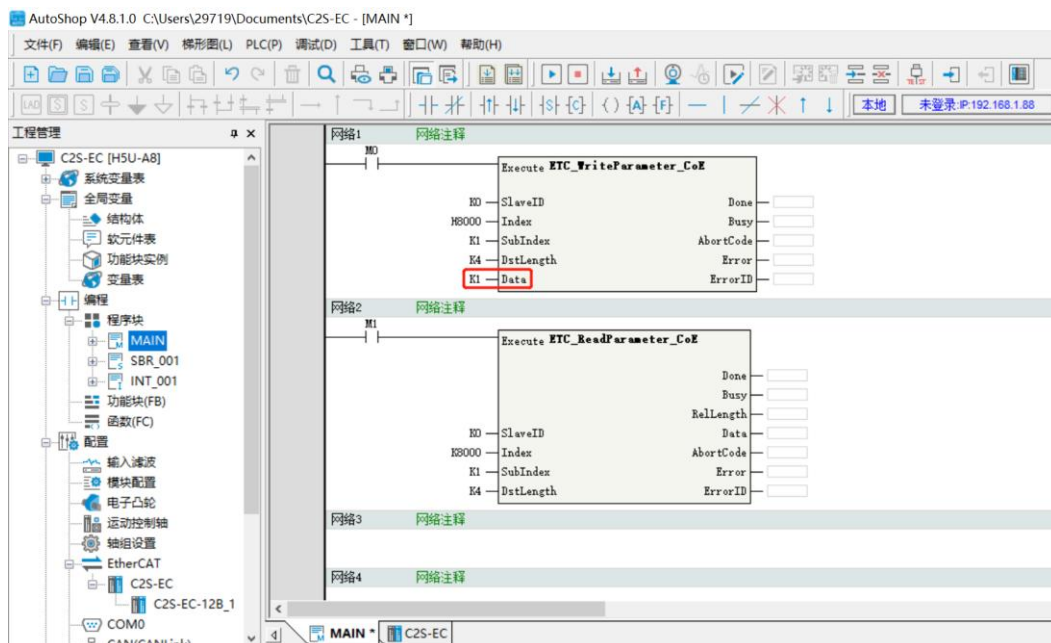 AutoShop V4.8.1.0 C:\Users\29719\Documents\C2S-EC - [MAIN *]
文件(F) 编辑(E) 查看(V) 梯形图(L) PLC(P) 调试(D) 工具(T) 窗口(W) 帮助(H)
LAD S S S C A F 本地 未登录:IP:192.168.1.88
工程管理
C2S-EC [H5U-A8]
系统变量表
全局变量
结构体
软元件表
功能块实例
变量表
编程
程序块
MAIN
SBR_001
INT_001
功能块(FB)
函数(FC)
配置
输入滤波
模块配置
电子凸轮
运动控制轴
轴组设置
EtherCAT
C2S-EC
C2S-EC-12B_1
COM0
CAN(CANLink)
网络1 网络注释
M0
Execute ETC_WriteParameter_CoE
K0 SlaveID Done
H8000 Index Busy
K1 SubIndex AbortCode
K4 DstLength Error
K1 Data ErrorID
网络2 网络注释
M1
Execute ETC_ReadParameter_CoE
Done
Busy
RelLength
K0 SlaveID Data
K8000 Index AbortCode
K1 SubIndex Error
K4 DstLength ErrorID
网络3 网络注释
网络4 网络注释
MAIN * C2S-EC